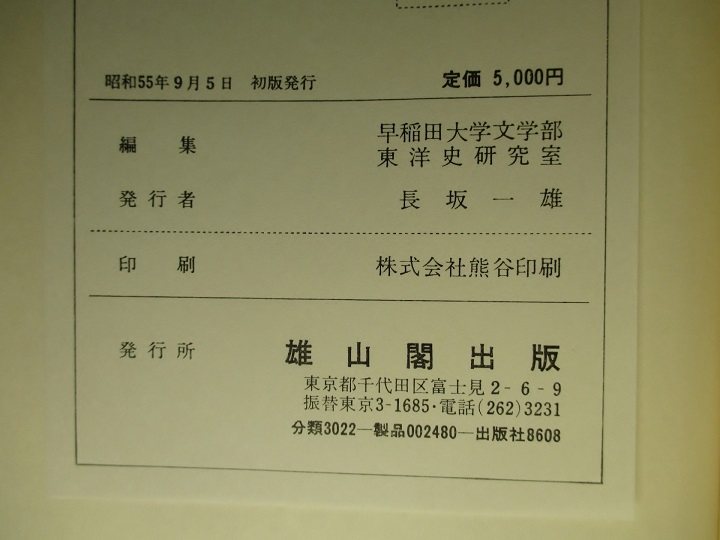 昭和55年9月5日 初版発行 定価 5,000円
編集 早稲田大学文学部
東洋史研究室
発行者 長坂一雄
印刷 株式会社熊谷印刷
発行所 雄山閣出版
東京都千代田区富士見2-6-9
振替東京3-1685・電話(262)3231
分類3022―製品002480―出版社8608